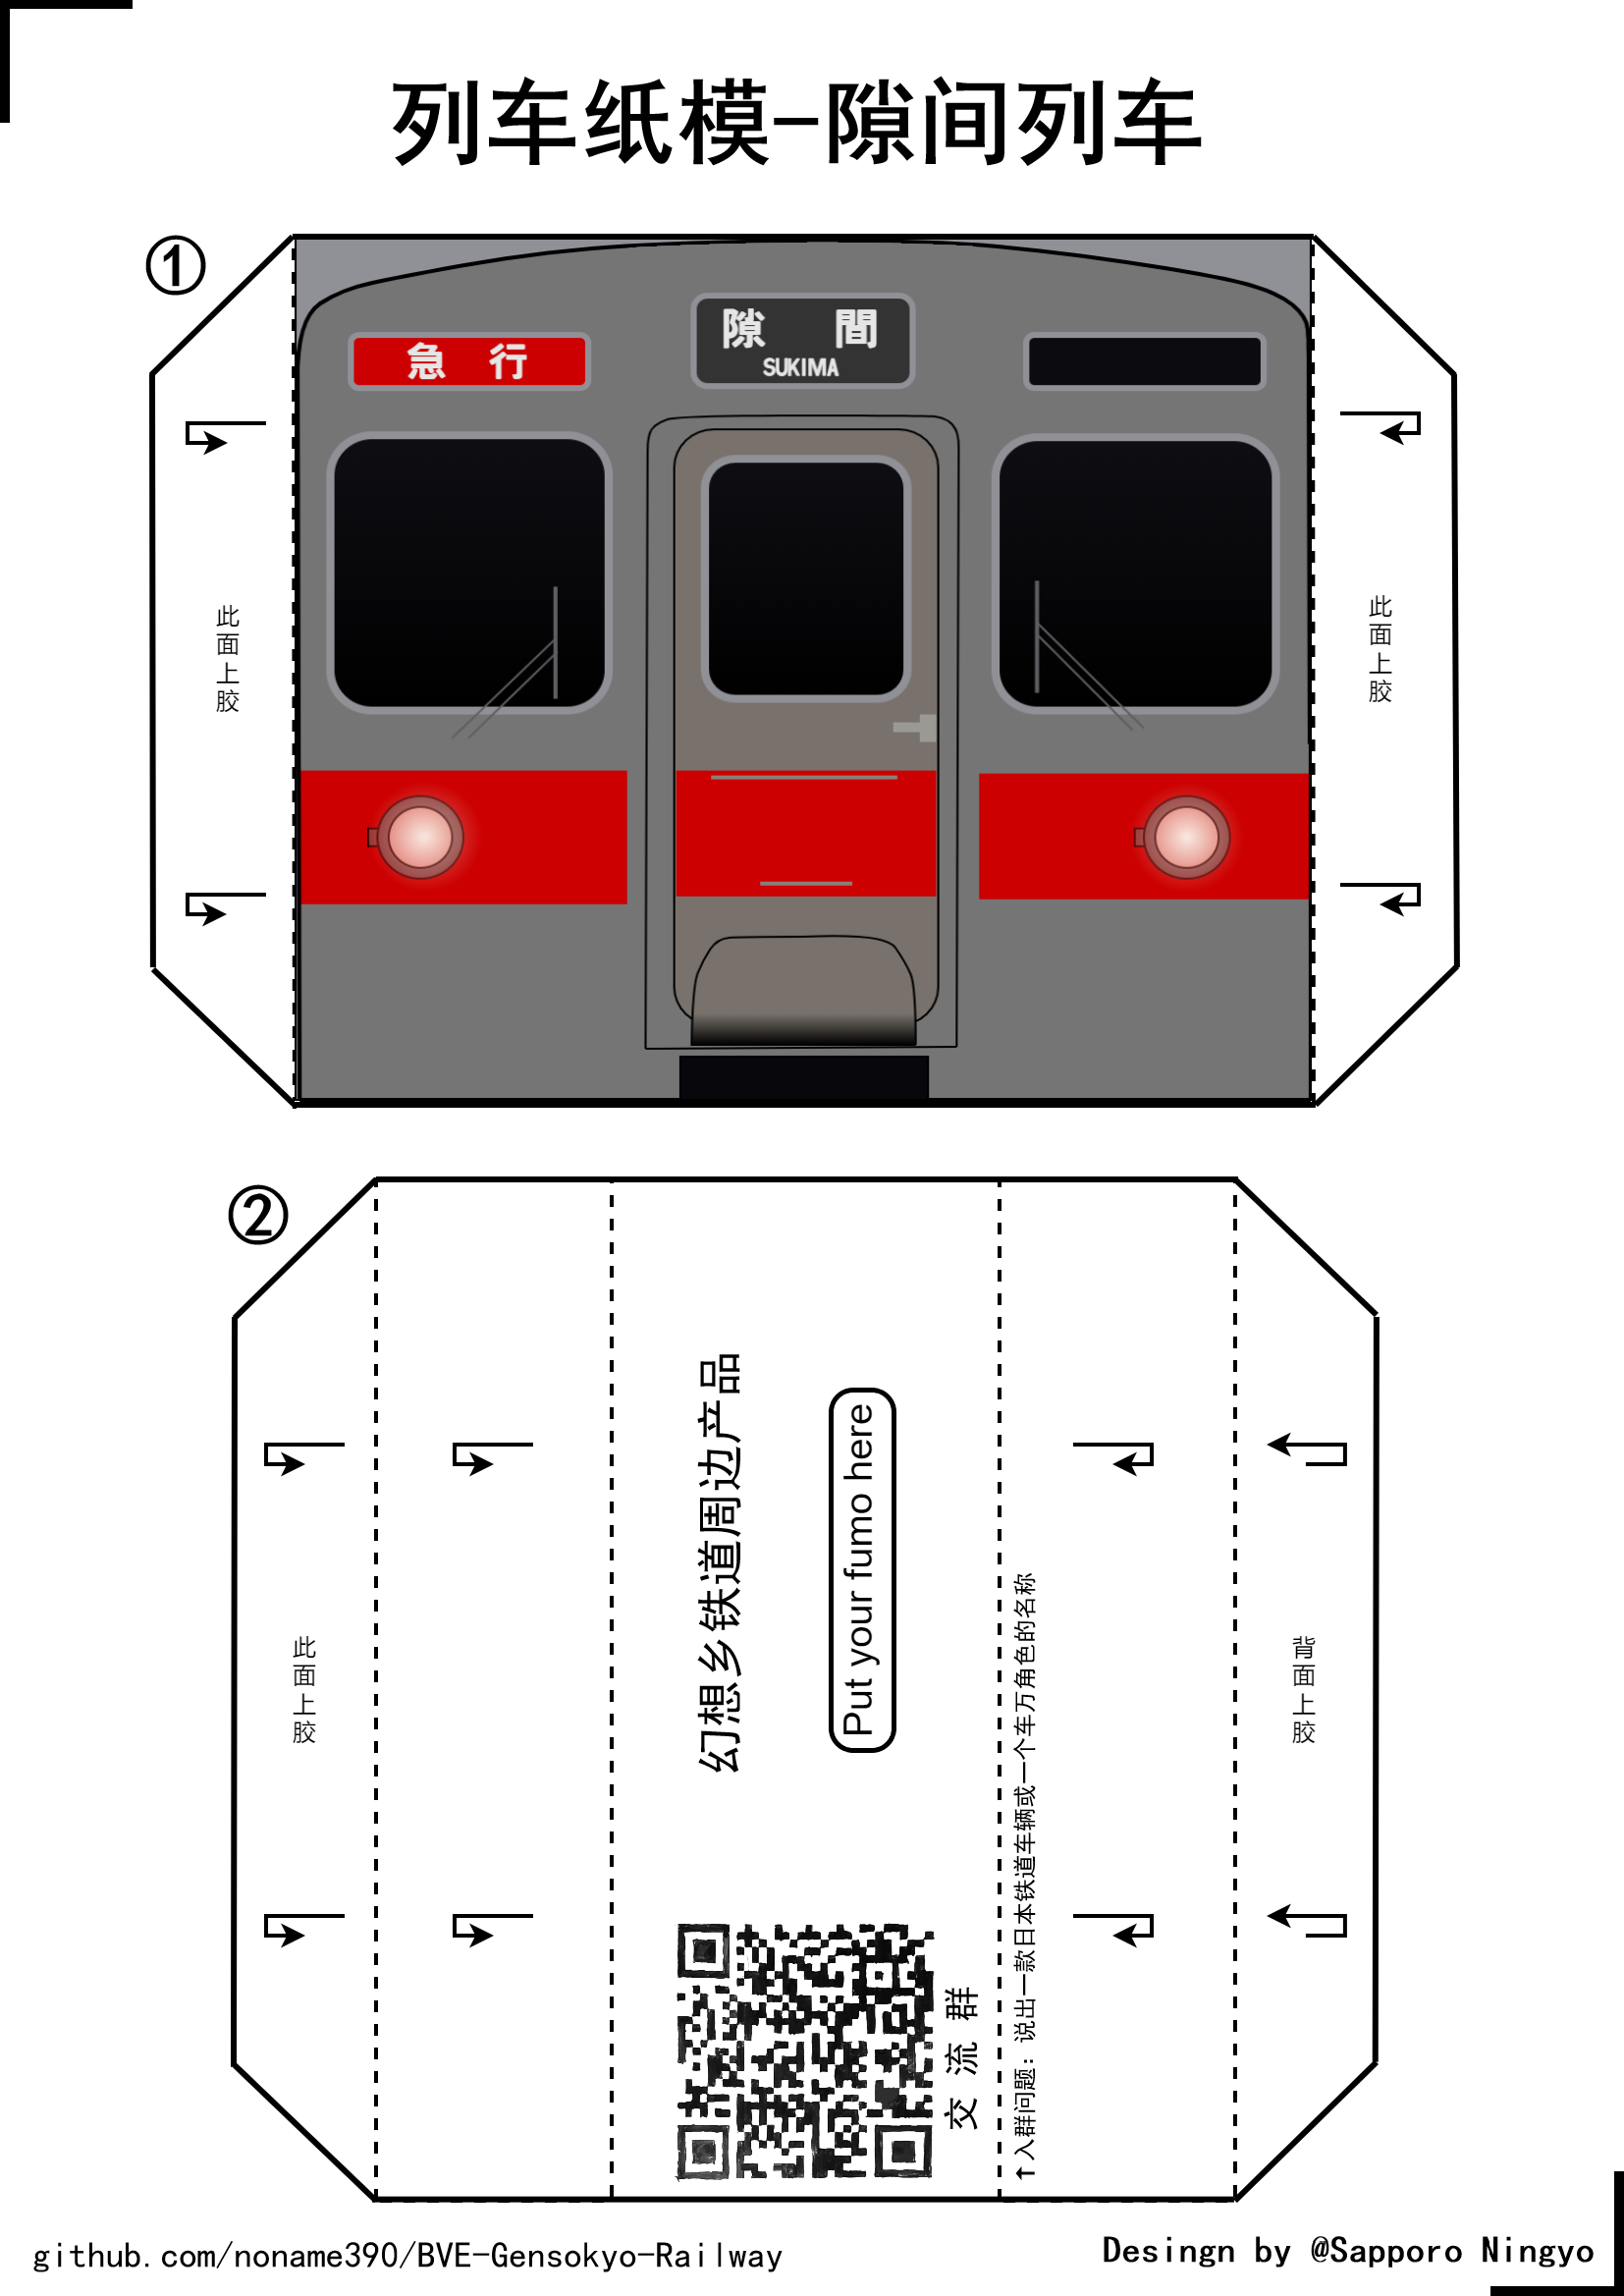 列车纸模-隙间列车
①
急 行
隙 間
SUKIMA
此面上胶
此面上胶
②
幻想乡铁道周边产品
Put your fumo here
此面上胶
背面上胶
交流群
↑入群问题：说出一款日本铁道车辆或一个车万角色的名称
github.com/noname390/BVE-Gensokyo-Railway
Desingn by @Sapporo Ningyo